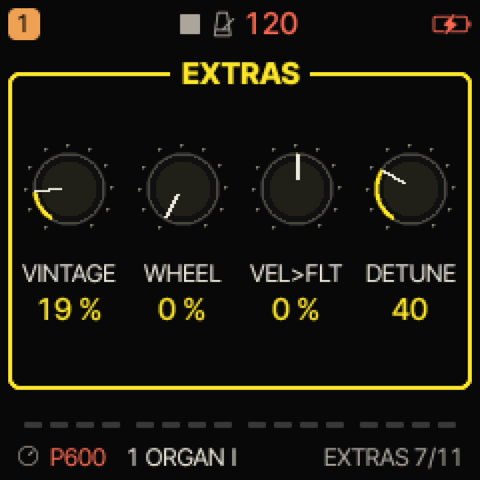 1 120
EXTRAS
VINTAGE WHEEL VEL>FLT DETUNE
19 % 0 % 0 % 40
P600 1 ORGAN I EXTRAS 7/11